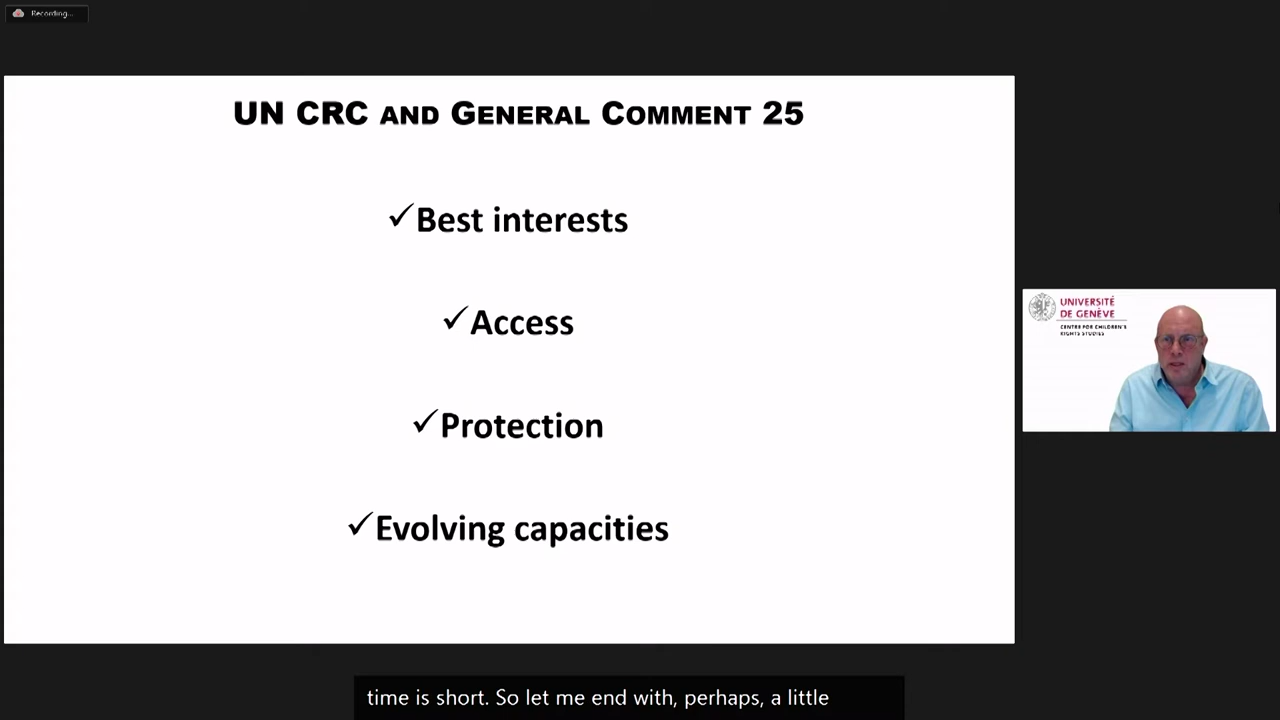 Recording...
UN CRC AND GENERAL COMMENT 25
✓Best interests
✓Access
✓Protection
✓Evolving capacities
UNIVERSITÉ
DE GENÈVE
CENTRE FOR CHILDREN'S
RIGHTS STUDIES
time is short. So let me end with, perhaps, a little